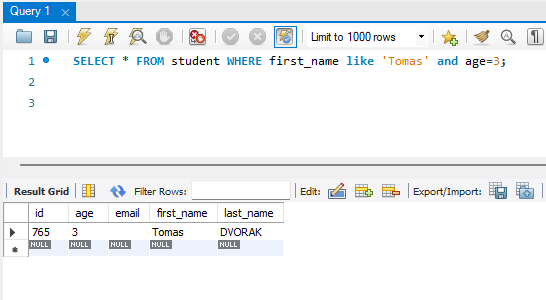 Query 1
Limit to 1000 rows
1 SELECT * FROM student WHERE first_name like 'Tomas' and age=3;
2
3
Result Grid Filter Rows: Edit: Export/Import:
id age email first_name last_name
765 3 Tomas DVORAK
NULL NULL NULL NULL NULL